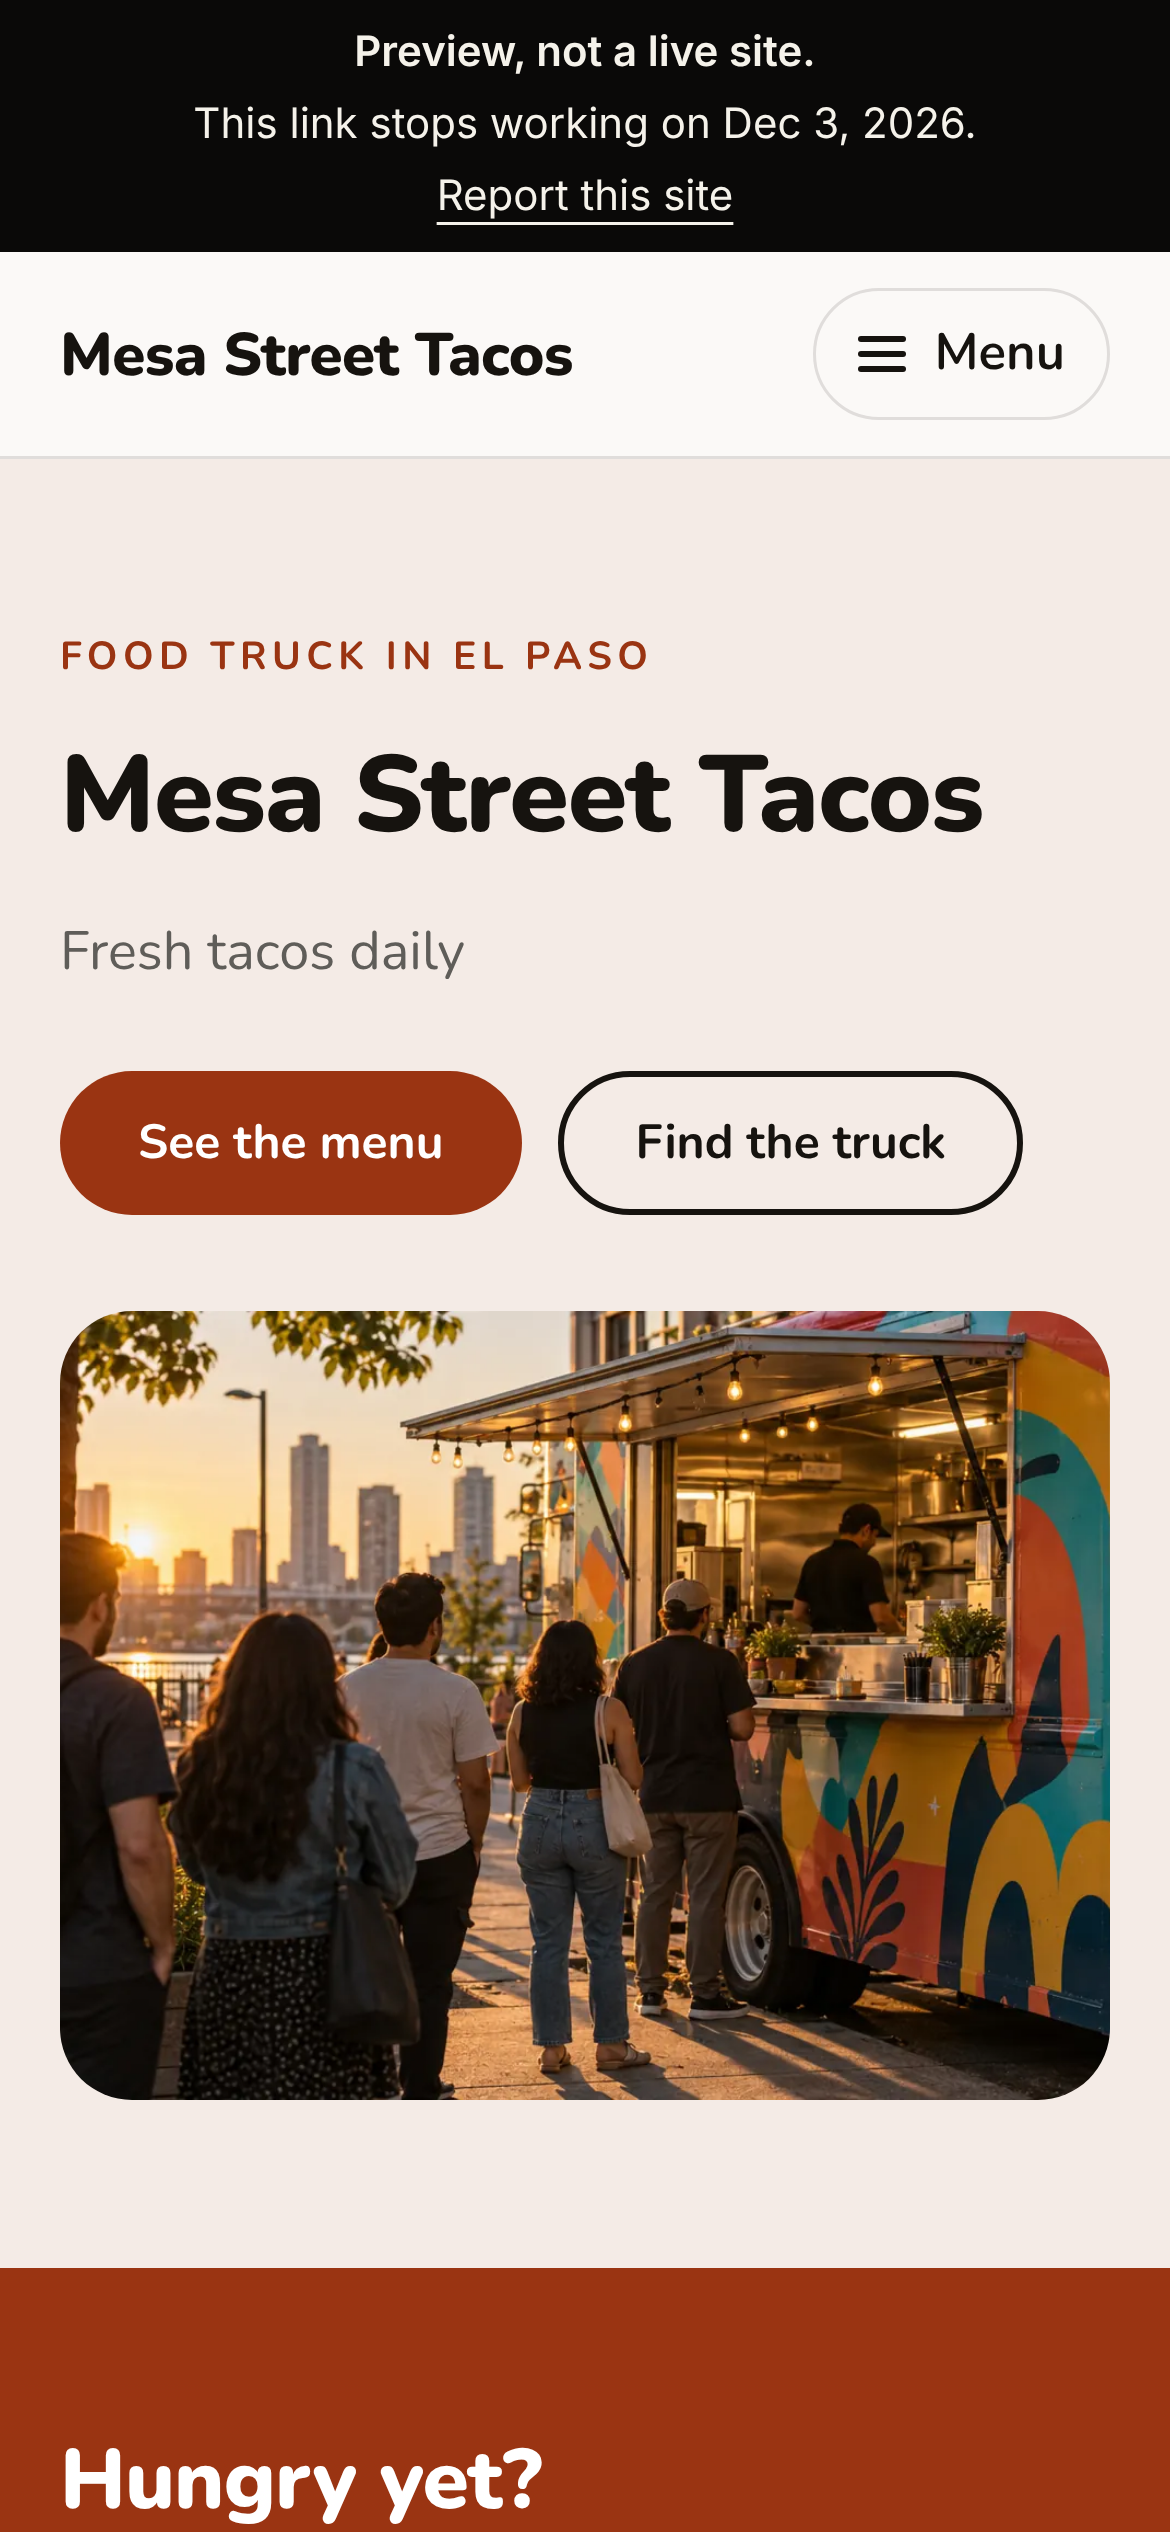 Preview, not a live site.
This link stops working on Dec 3, 2026.
Report this site
Mesa Street Tacos
Menu
FOOD TRUCK IN EL PASO
Mesa Street Tacos
Fresh tacos daily
See the menu
Find the truck
Hungry yet?